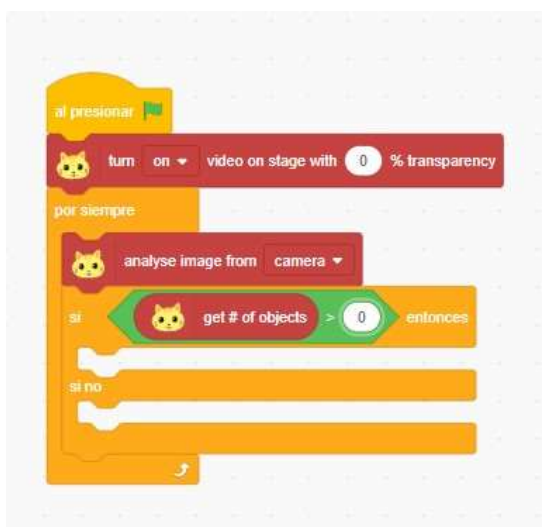 al presionar
turn on video on stage with 0 % transparency
por siempre
analyse image from camera
si get # of objects > 0 entonces
si no